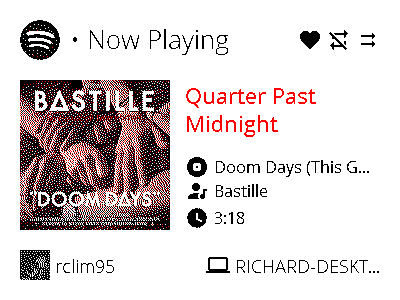 • Now Playing
BASTILLE
"DOOM DAYS"
Quarter Past
Midnight
Doom Days (This G...
Bastille
3:18
rclim95
RICHARD-DESKT...